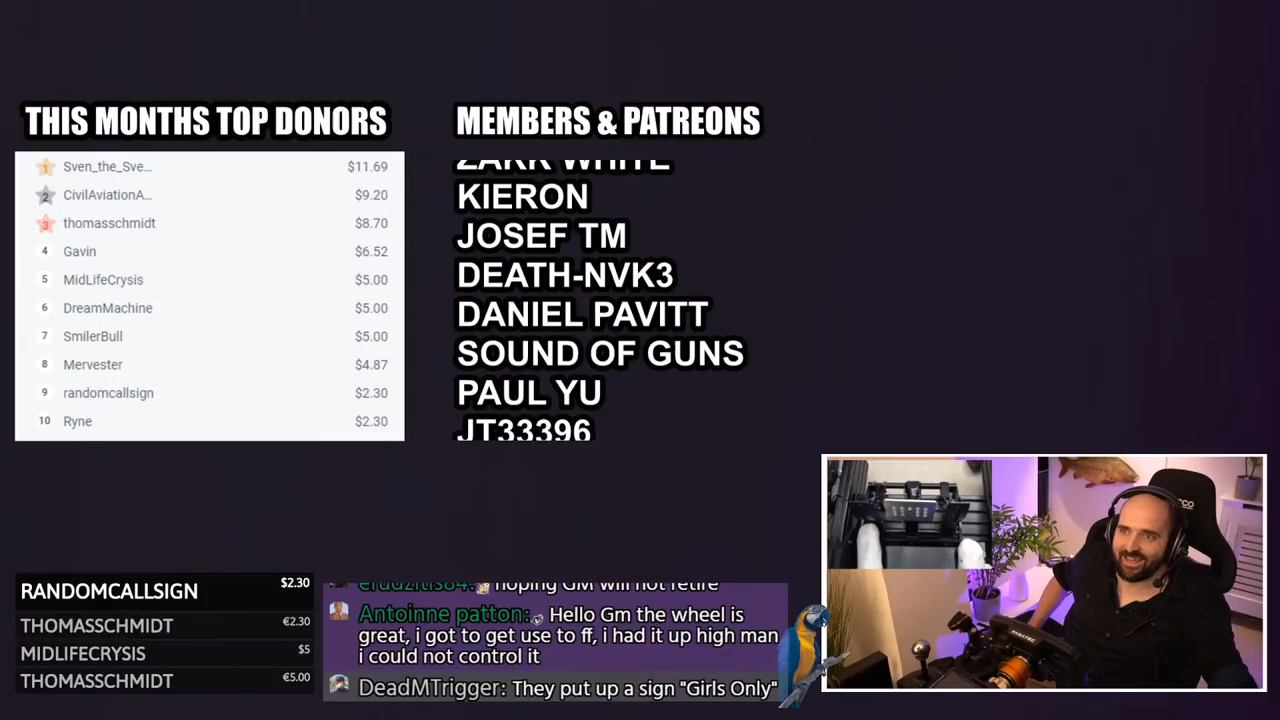 THIS MONTHS TOP DONORS
1 Sven_the_Sve... $11.69
2 CivilAviationA... $9.20
3 thomasschmidt $8.70
4 Gavin $6.52
5 MidLifeCrysis $5.00
6 DreamMachine $5.00
7 SmilerBull $5.00
8 Mervester $4.87
9 randomcallsign $2.30
10 Ryne $2.30
MEMBERS & PATREONS
ZARK WHITE
KIERON
JOSEF TM
DEATH-NVK3
DANIEL PAVITT
SOUND OF GUNS
PAUL YU
JT33396
RANDOMCALLSIGN $2.30
THOMASSCHMIDT €2.30
MIDLIFECRYSIS $5
THOMASSCHMIDT €5.00
hoping GM will not retire
Antoinne patton: Hello Gm the wheel is
great, i got to get use to ff, i had it up high man
i could not control it
DeadMTrigger: They put up a sign "Girls Only"
FANATEC